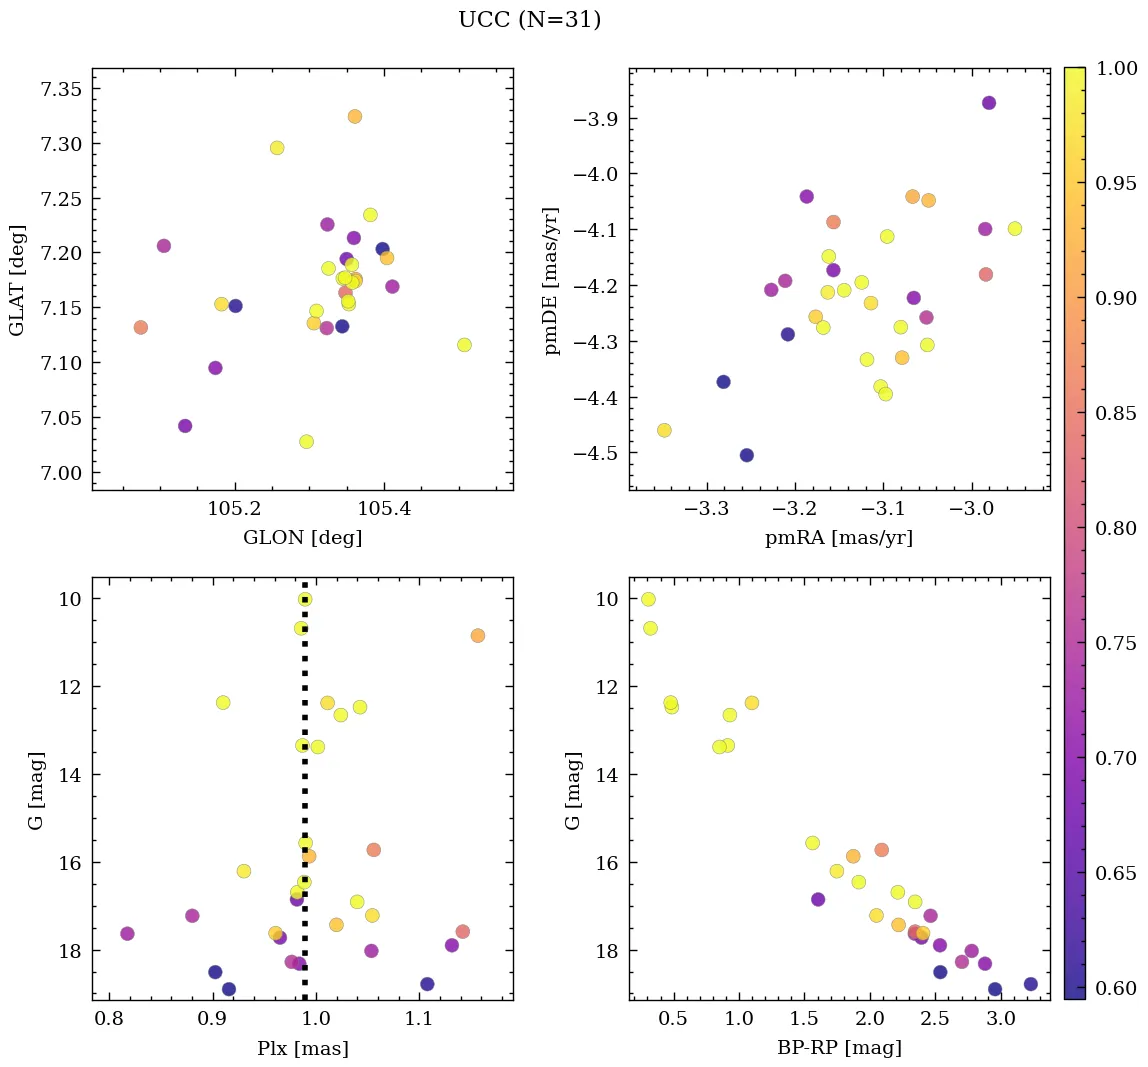 UCC (N=31)
7.35
7.30
7.25
7.20
7.15
7.10
7.05
7.00
GLAT [deg]
105.2 105.4
GLON [deg]
−3.9
−4.0
−4.1
−4.2
−4.3
−4.4
−4.5
pmDE [mas/yr]
−3.3 −3.2 −3.1 −3.0
pmRA [mas/yr]
10
12
14
16
18
G [mag]
0.8 0.9 1.0 1.1
Plx [mas]
10
12
14
16
18
G [mag]
0.5 1.0 1.5 2.0 2.5 3.0
BP-RP [mag]
1.00
0.95
0.90
0.85
0.80
0.75
0.70
0.65
0.60